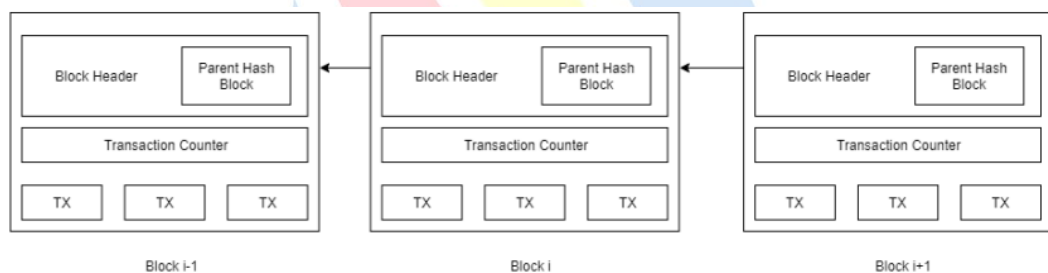 Block Header
Parent Hash
Block
Transaction Counter
TX TX TX
Block i-1
Block Header
Parent Hash
Block
Transaction Counter
TX TX TX
Block i
Block Header
Parent Hash
Block
Transaction Counter
TX TX TX
Block i+1